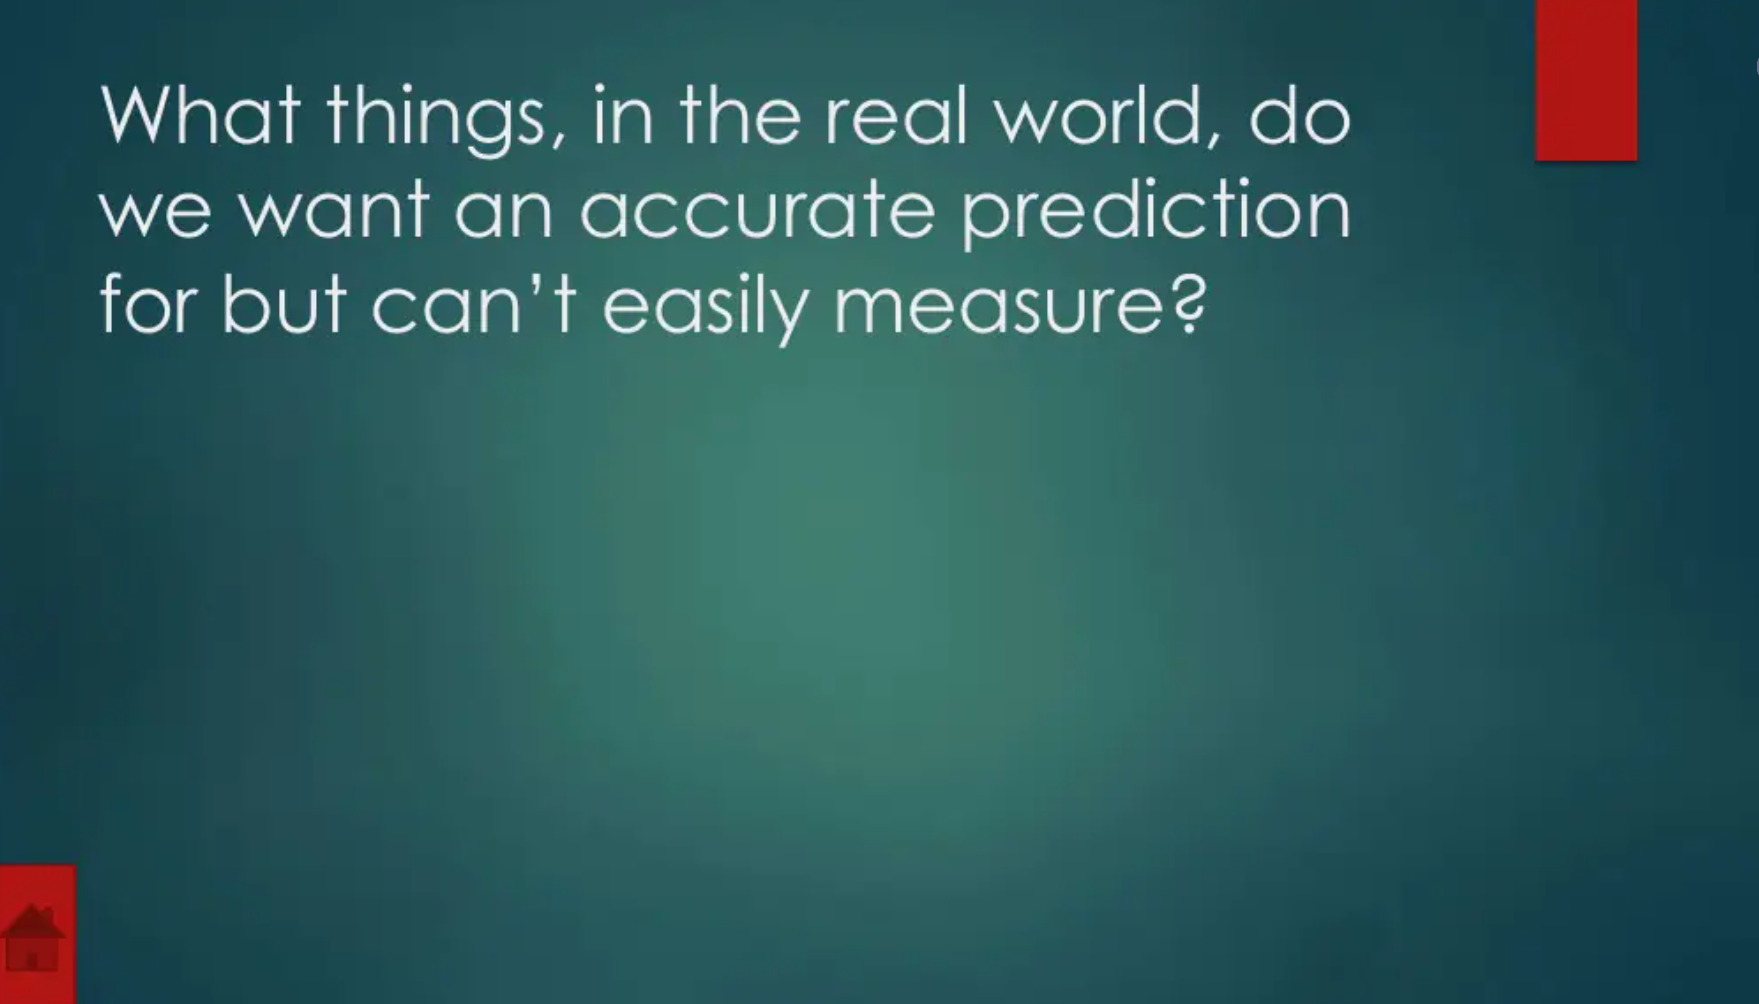 What things, in the real world, do
we want an accurate prediction
for but can’t easily measure?